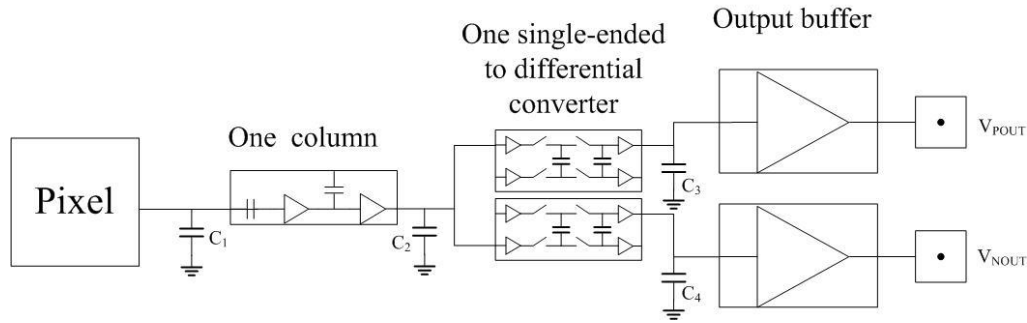 Output buffer
One single-ended
to differential
converter
One column
Pixel
C1
C2
C3
C4
VPOUT
VNOUT